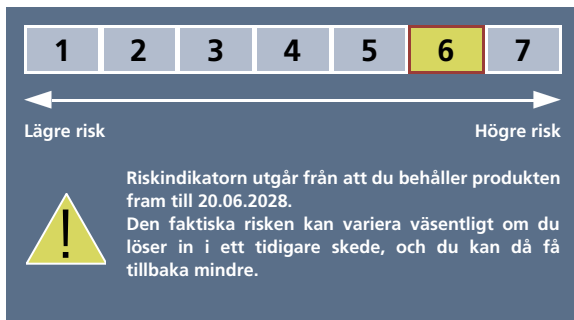 1 2 3 4 5 6 7
Lägre risk Högre risk
Riskindikatorn utgår från att du behåller produkten
fram till 20.06.2028.
Den faktiska risken kan variera väsentligt om du
löser in i ett tidigare skede, och du kan då få
tillbaka mindre.
!